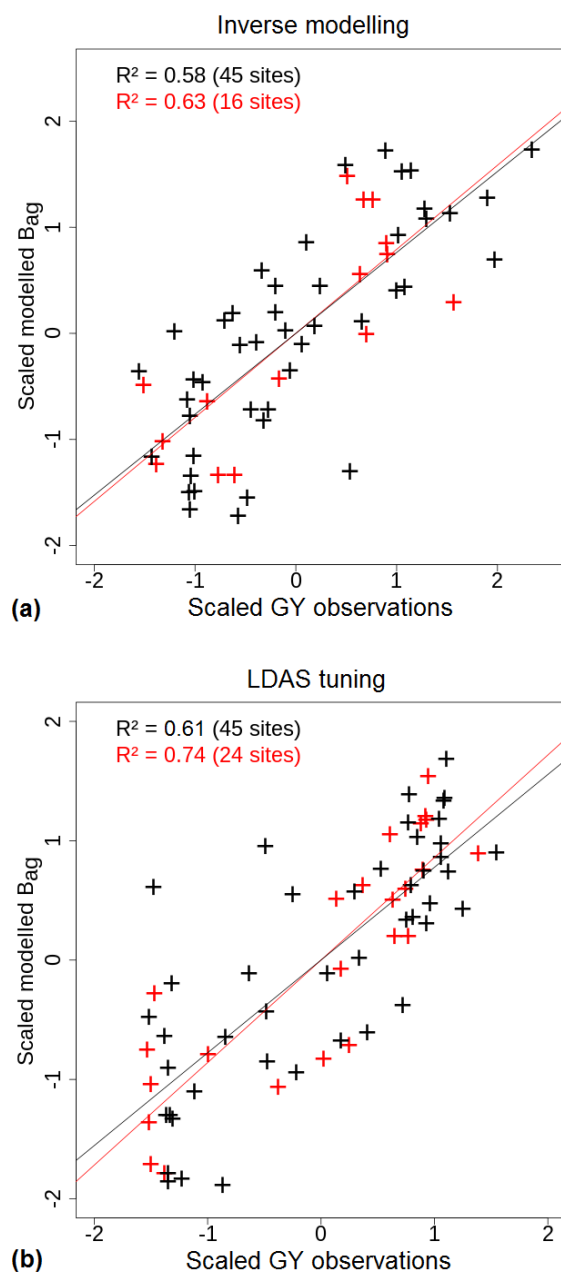 Inverse modelling
R² = 0.58 (45 sites)
R² = 0.63 (16 sites)
2
1
0
-1
-2
Scaled modelled Bag
-2 -1 0 1 2
(a)
Scaled GY observations
LDAS tuning
R² = 0.61 (45 sites)
R² = 0.74 (24 sites)
2
1
0
-1
-2
Scaled modelled Bag
-2 -1 0 1 2
(b)
Scaled GY observations